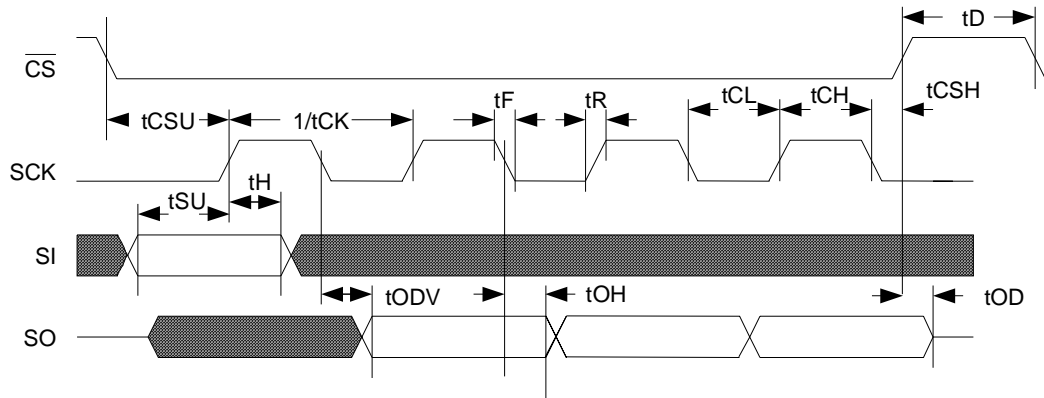 tD
CS
tCSU
1/tCK
tF
tR
tCL
tCH
tCSH
SCK
tSU
tH
SI
tODV
tOH
tOD
SO